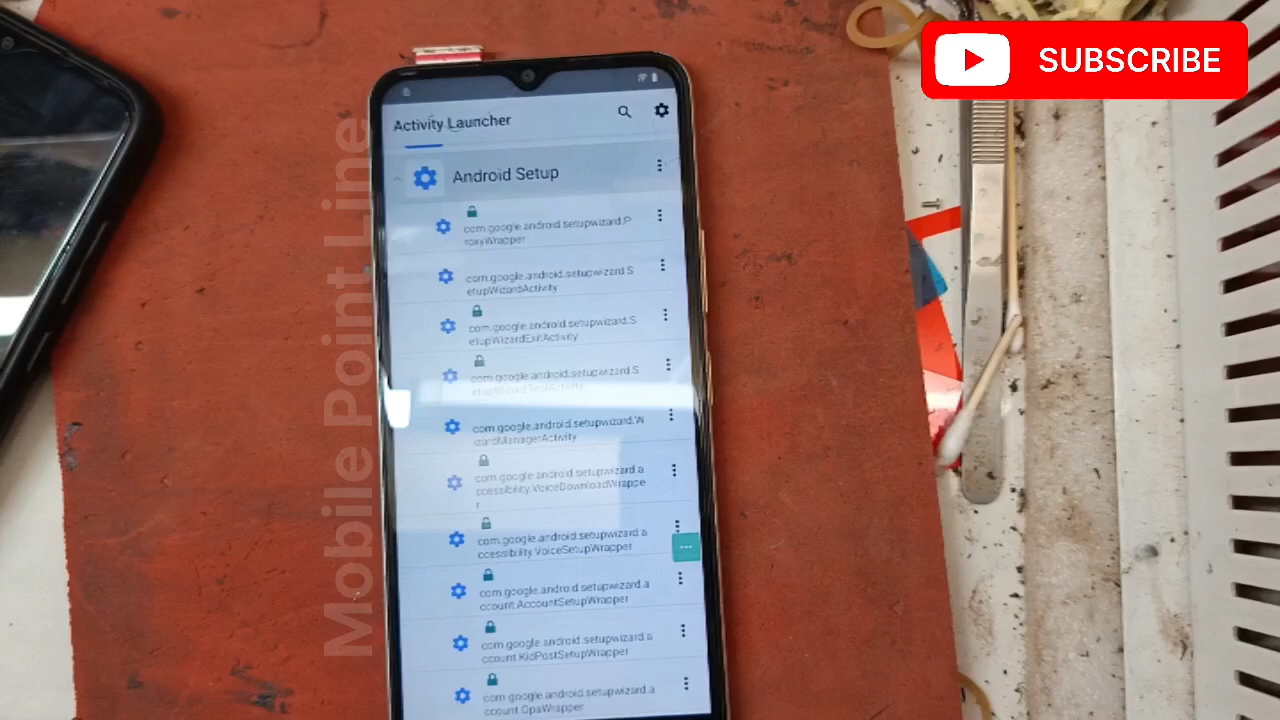 SUBSCRIBE
Activity Launcher
Android Setup
com.google.android.setupwizard.P
roxyWrapper
com.google.android.setupwizard.S
etupWizardActivity
com.google.android.setupwizard.S
etupWizardExitActivity
com.google.android.setupwizard.S
etupWizardTestActivity
com.google.android.setupwizard.W
izardManagerActivity
com.google.android.setupwizard.a
ccessibility.VoiceDownloadWrappe
r
com.google.android.setupwizard.a
ccessibility.VoiceSetupWrapper
com.google.android.setupwizard.a
ccount.AccountSetupWrapper
com.google.android.setupwizard.a
ccount.KidPostSetupWrapper
com.google.android.setupwizard.a
ccount.OpaWrapper
Mobile Point Line